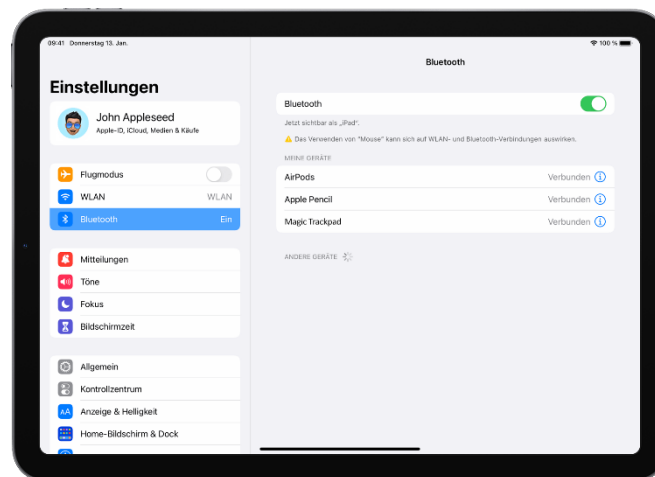 09:41 Donnerstag 13. Jan.
100 %
Einstellungen
John Appleseed
Apple-ID, iCloud, Medien & Käufe
Flugmodus
WLAN WLAN
Bluetooth Ein
Mitteilungen
Töne
Fokus
Bildschirmzeit
Allgemein
Kontrollzentrum
AA Anzeige & Helligkeit
Home-Bildschirm & Dock
Bluetooth
Bluetooth
Jetzt sichtbar als „iPad“.
Das Verwenden von "Mouse" kann sich auf WLAN- und Bluetooth-Verbindungen auswirken.
MEINE GERÄTE
AirPods Verbunden
Apple Pencil Verbunden
Magic Trackpad Verbunden
ANDERE GERÄTE